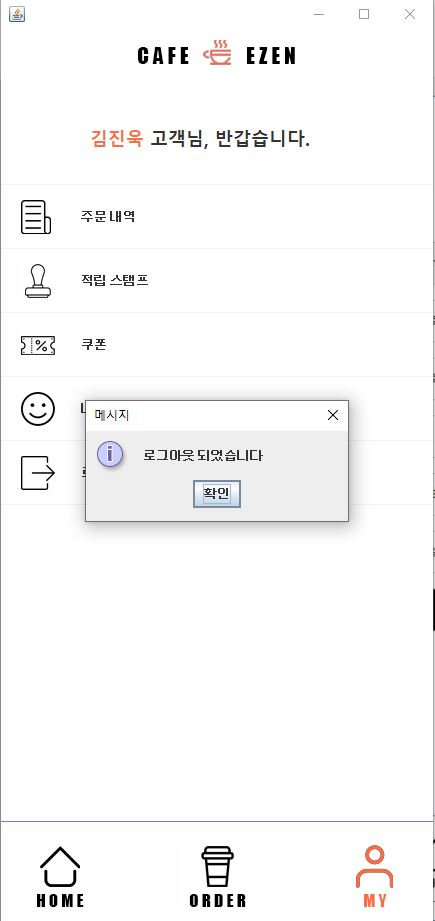 CAFE EZEN
김진욱 고객님, 반갑습니다.
주문 내역
적립 스탬프
쿠폰
메시지
로그아웃 되었습니다
확인
HOME
ORDER
MY